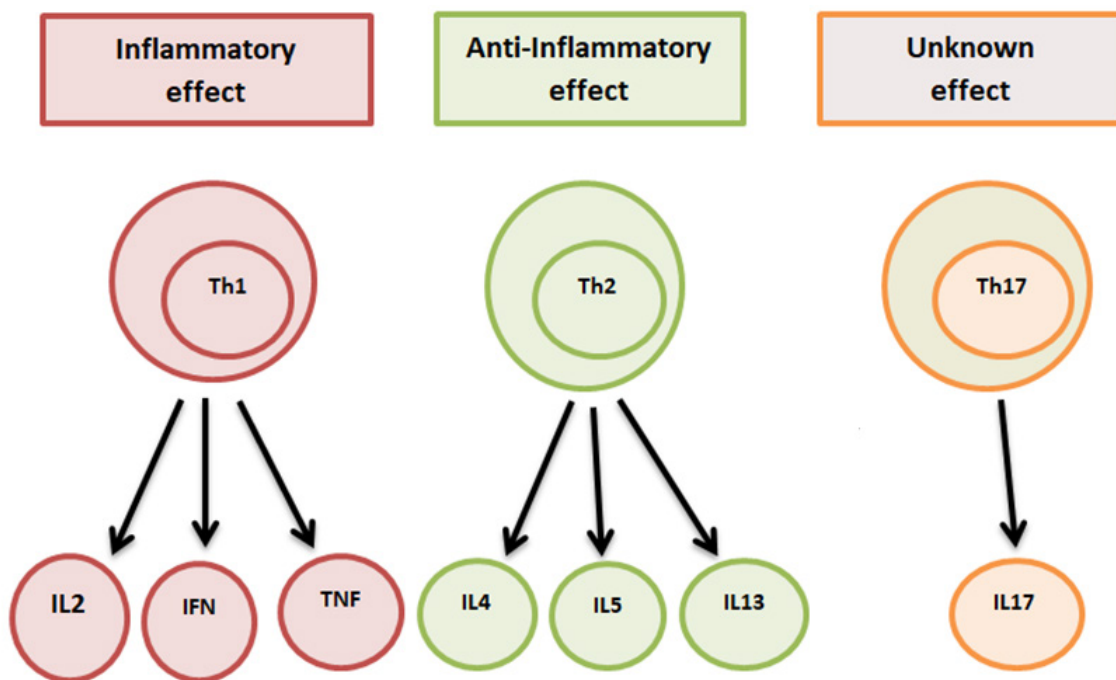 Inflammatory
effect
Anti-Inflammatory
effect
Unknown
effect
Th1
Th2
Th17
IL2
IFN
TNF
IL4
IL5
IL13
IL17